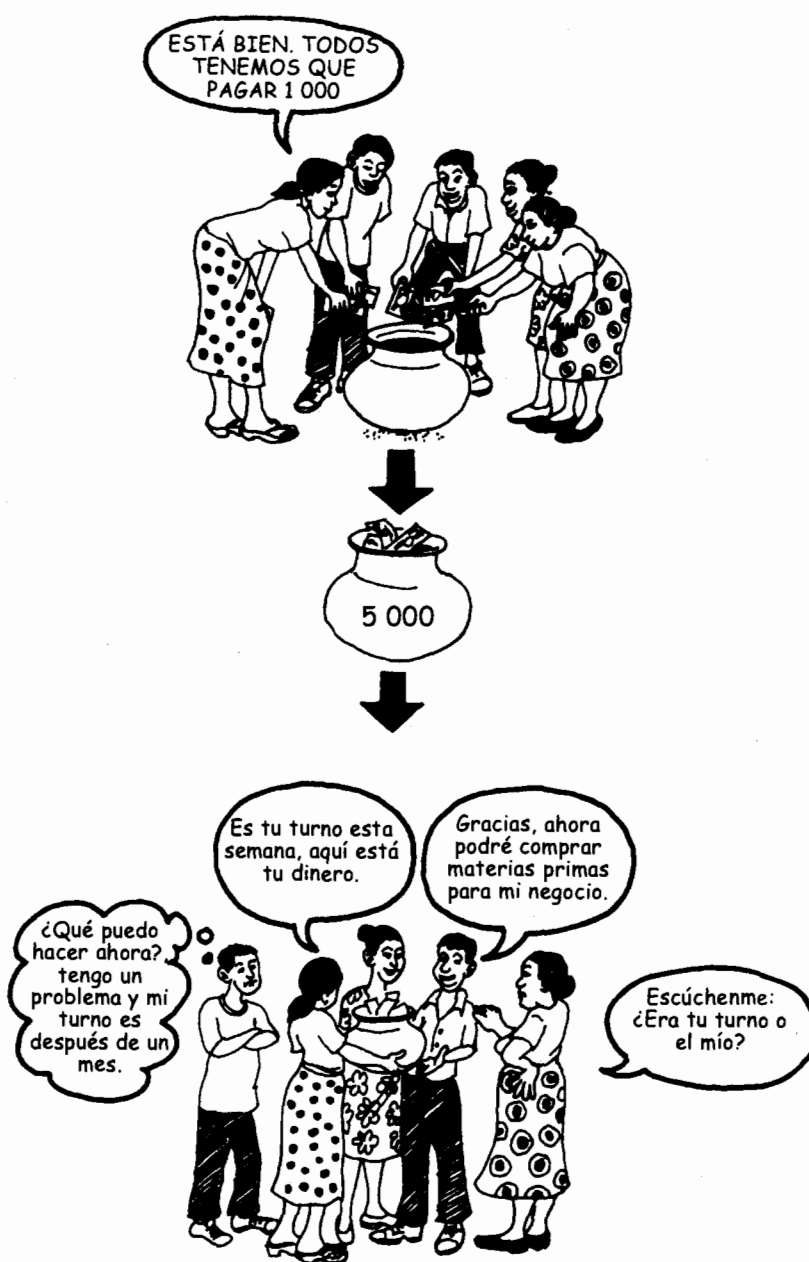 ESTÁ BIEN. TODOS
TENEMOS QUE
PAGAR 1 000
5 000
Es tu turno esta
semana, aquí está
tu dinero.
Gracias, ahora
podré comprar
materias primas
para mi negocio.
¿Qué puedo
hacer ahora?
tengo un
problema y mi
turno es
después de un
mes.
Escúchenme:
¿Era tu turno o
el mío?